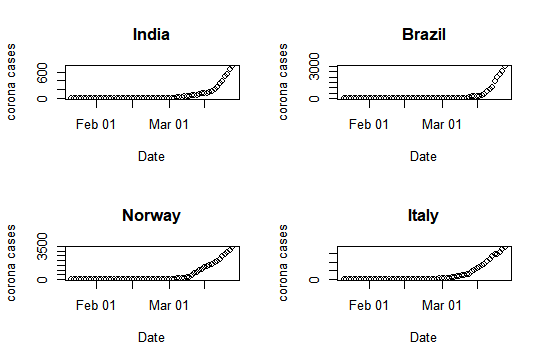 India
corona cases
600
0
Feb 01 Mar 01
Date
Brazil
corona cases
3000
0
Feb 01 Mar 01
Date
Norway
corona cases
3500
0
Feb 01 Mar 01
Date
Italy
corona cases
0
Feb 01 Mar 01
Date